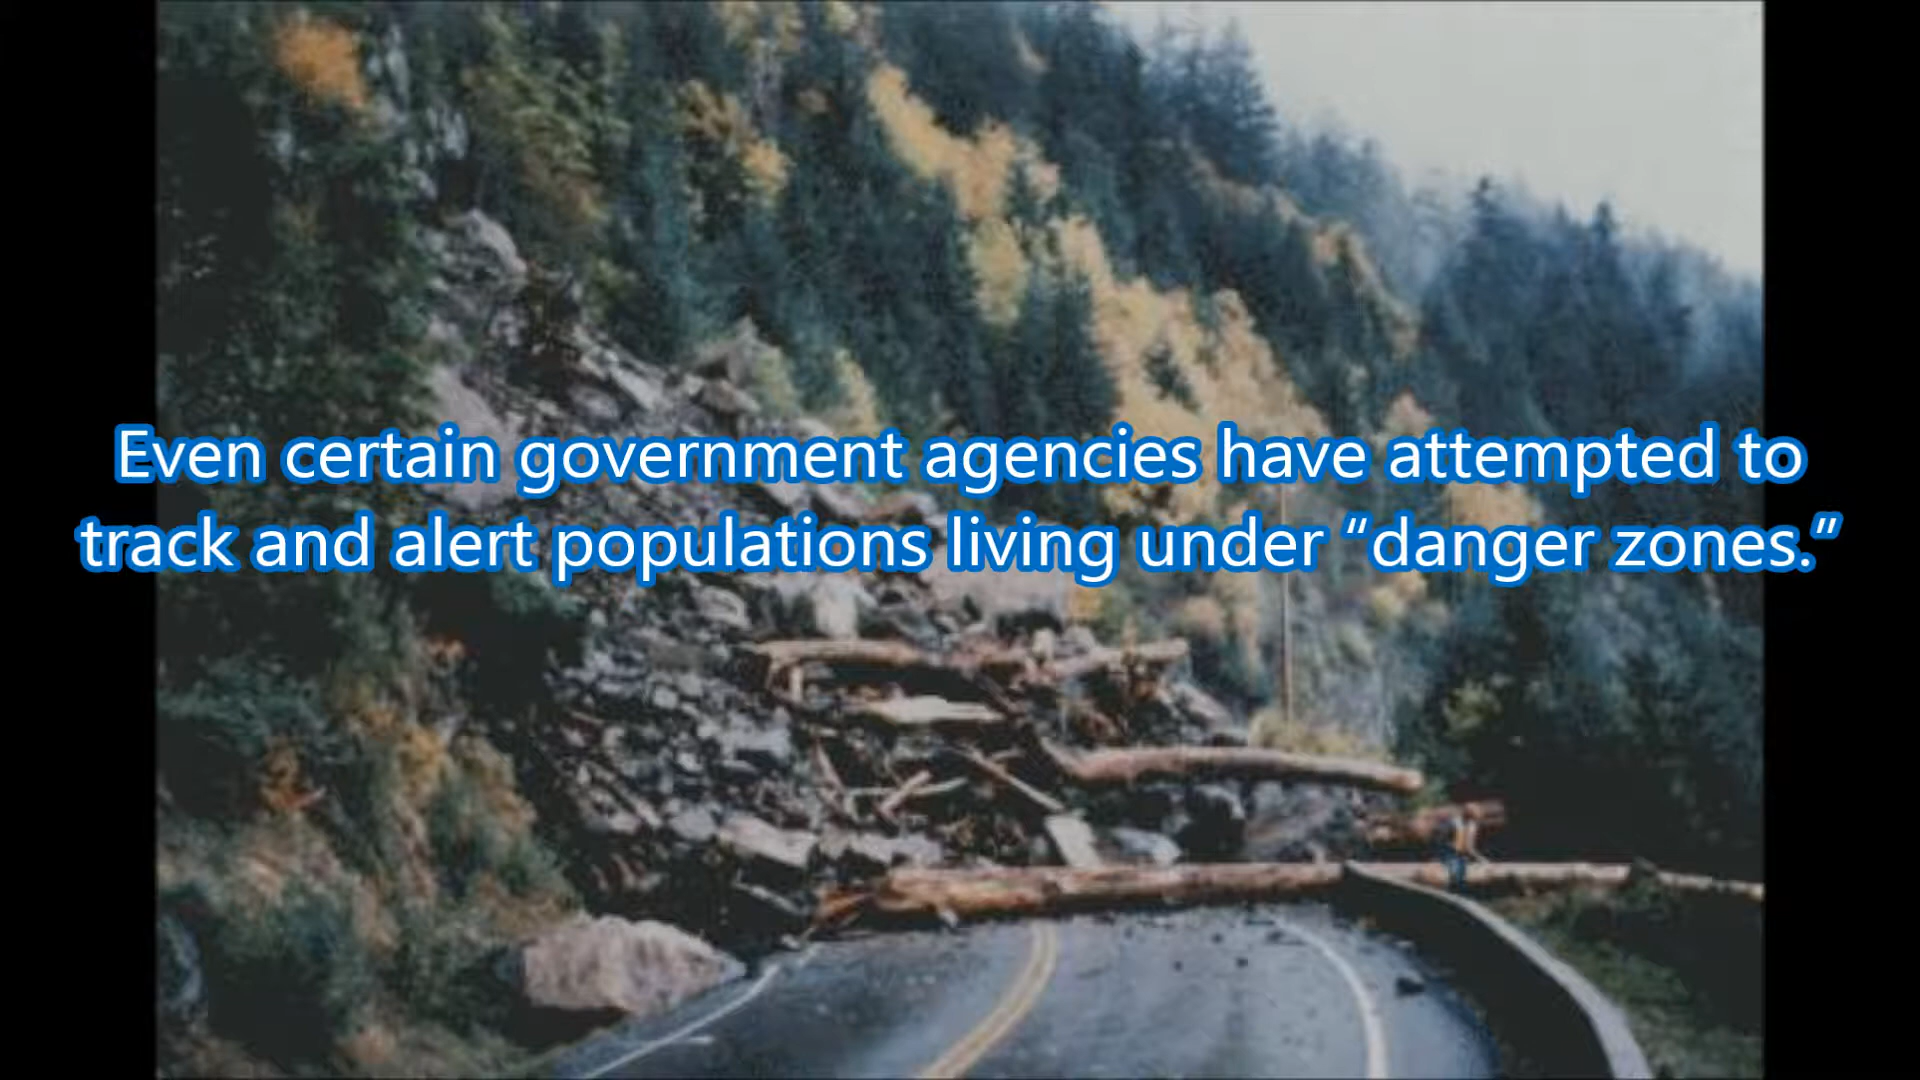 Even certain government agencies have attempted to
track and alert populations living under “danger zones.”